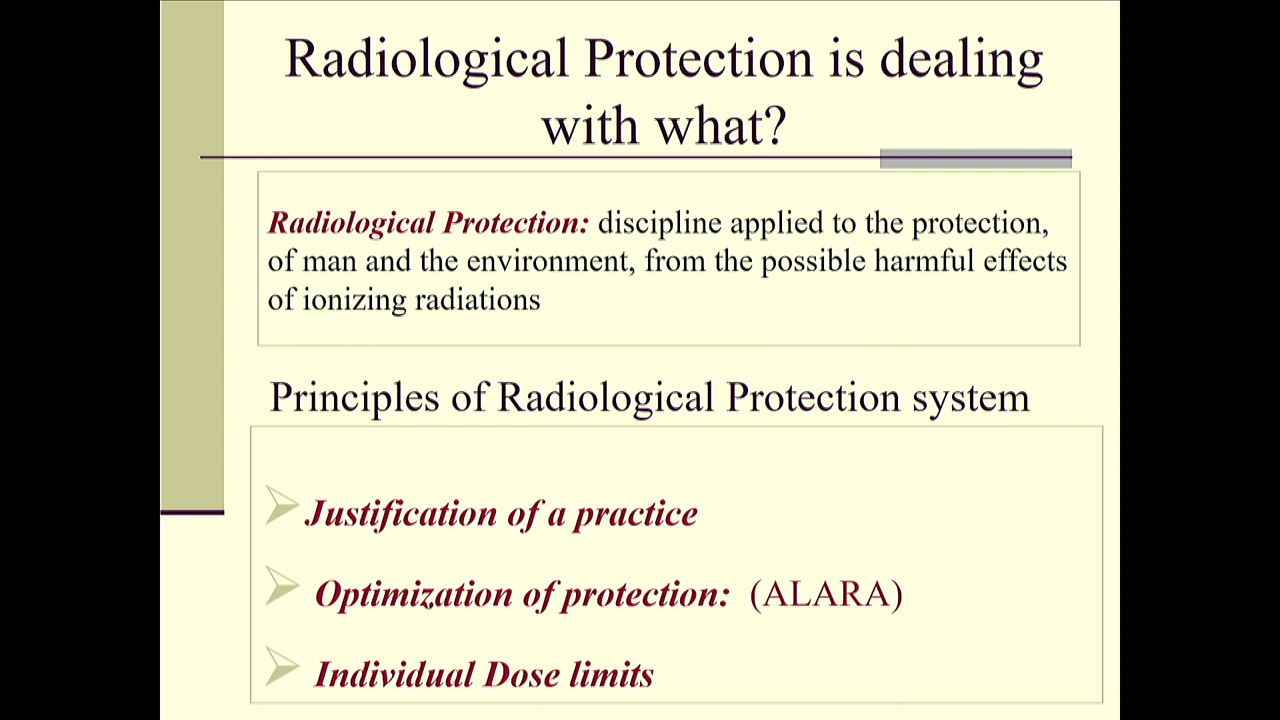 Radiological Protection is dealing
with what?
Radiological Protection: discipline applied to the protection,
of man and the environment, from the possible harmful effects
of ionizing radiations
Principles of Radiological Protection system
Justification of a practice
Optimization of protection: (ALARA)
Individual Dose limits